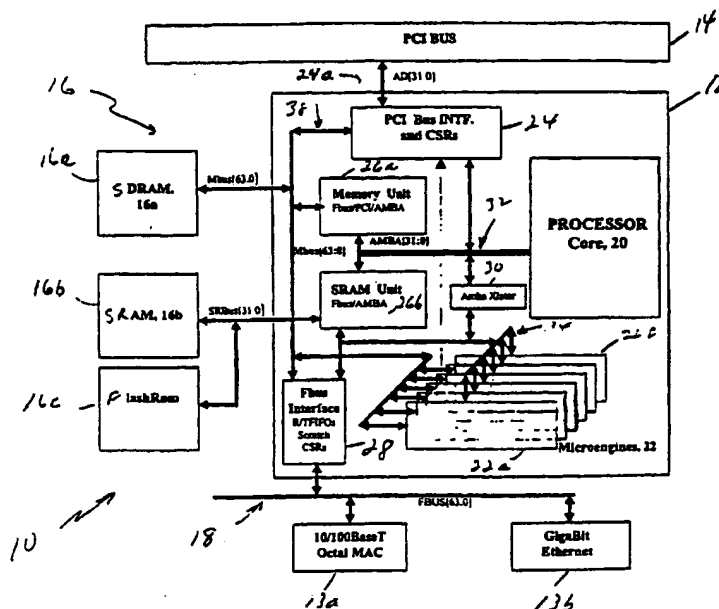 PCI BUS
14
24a
AD[31:0]
16
12
38
PCI Bus INTF.
and CSRs
24
16a
SDRAM, 16a
Mbus[63:0]
26a
Memory Unit
Fbus/PCI/AMBA
32
PROCESSOR
Core, 20
AMBA[31:0]
30
Mbus[63:0]
16b
SRAM, 16b
SRBus[31:0]
SRAM Unit
Fbus/AMBA
26b
Amba Xlator
34
22f
16c
FlashRom
Fbus
Interface
R/TFIFOs
Scratch
CSRs
28
22a
Microengines, 22
10
18
FBUS[63:0]
10/100BaseT
Octal MAC
GigaBit
Ethernet
13a
13b